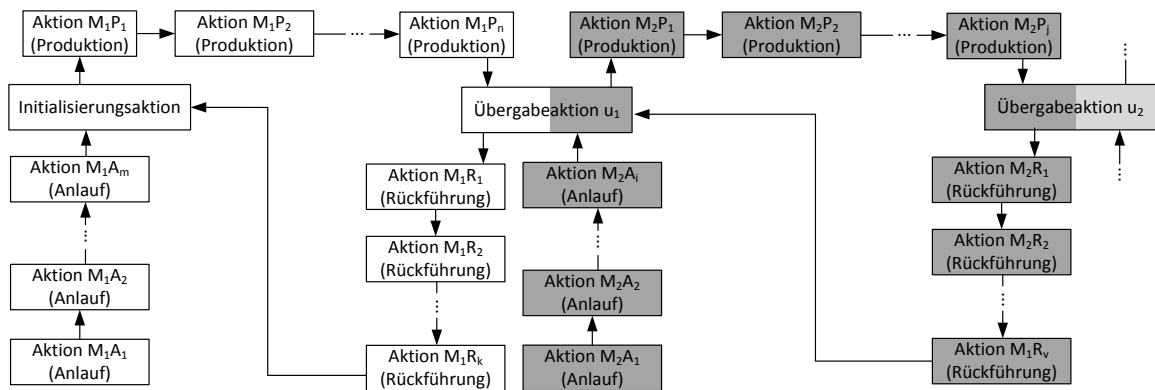 Aktion M₁P₁
(Produktion)
Aktion M₁P₂
(Produktion)
...
Aktion M₁Pₙ
(Produktion)
Aktion M₂P₁
(Produktion)
Aktion M₂P₂
(Produktion)
...
Aktion M₂Pⱼ
(Produktion)
...
Initialisierungsaktion
Übergabeaktion u₁
Übergabeaktion u₂
...
Aktion M₁Aₘ
(Anlauf)
...
Aktion M₁A₂
(Anlauf)
Aktion M₁A₁
(Anlauf)
Aktion M₁R₁
(Rückführung)
Aktion M₁R₂
(Rückführung)
...
Aktion M₁Rₖ
(Rückführung)
Aktion M₂Aᵢ
(Anlauf)
...
Aktion M₂A₂
(Anlauf)
Aktion M₂A₁
(Anlauf)
Aktion M₂R₁
(Rückführung)
Aktion M₂R₂
(Rückführung)
...
Aktion M₁Rᵥ
(Rückführung)